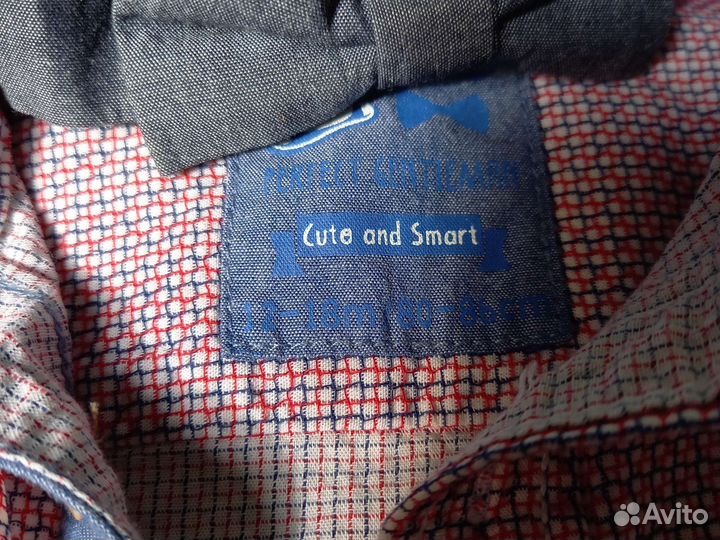 PERFECT GENTLEMAN
Cute and Smart
12-18m (80-86cm)
Avito